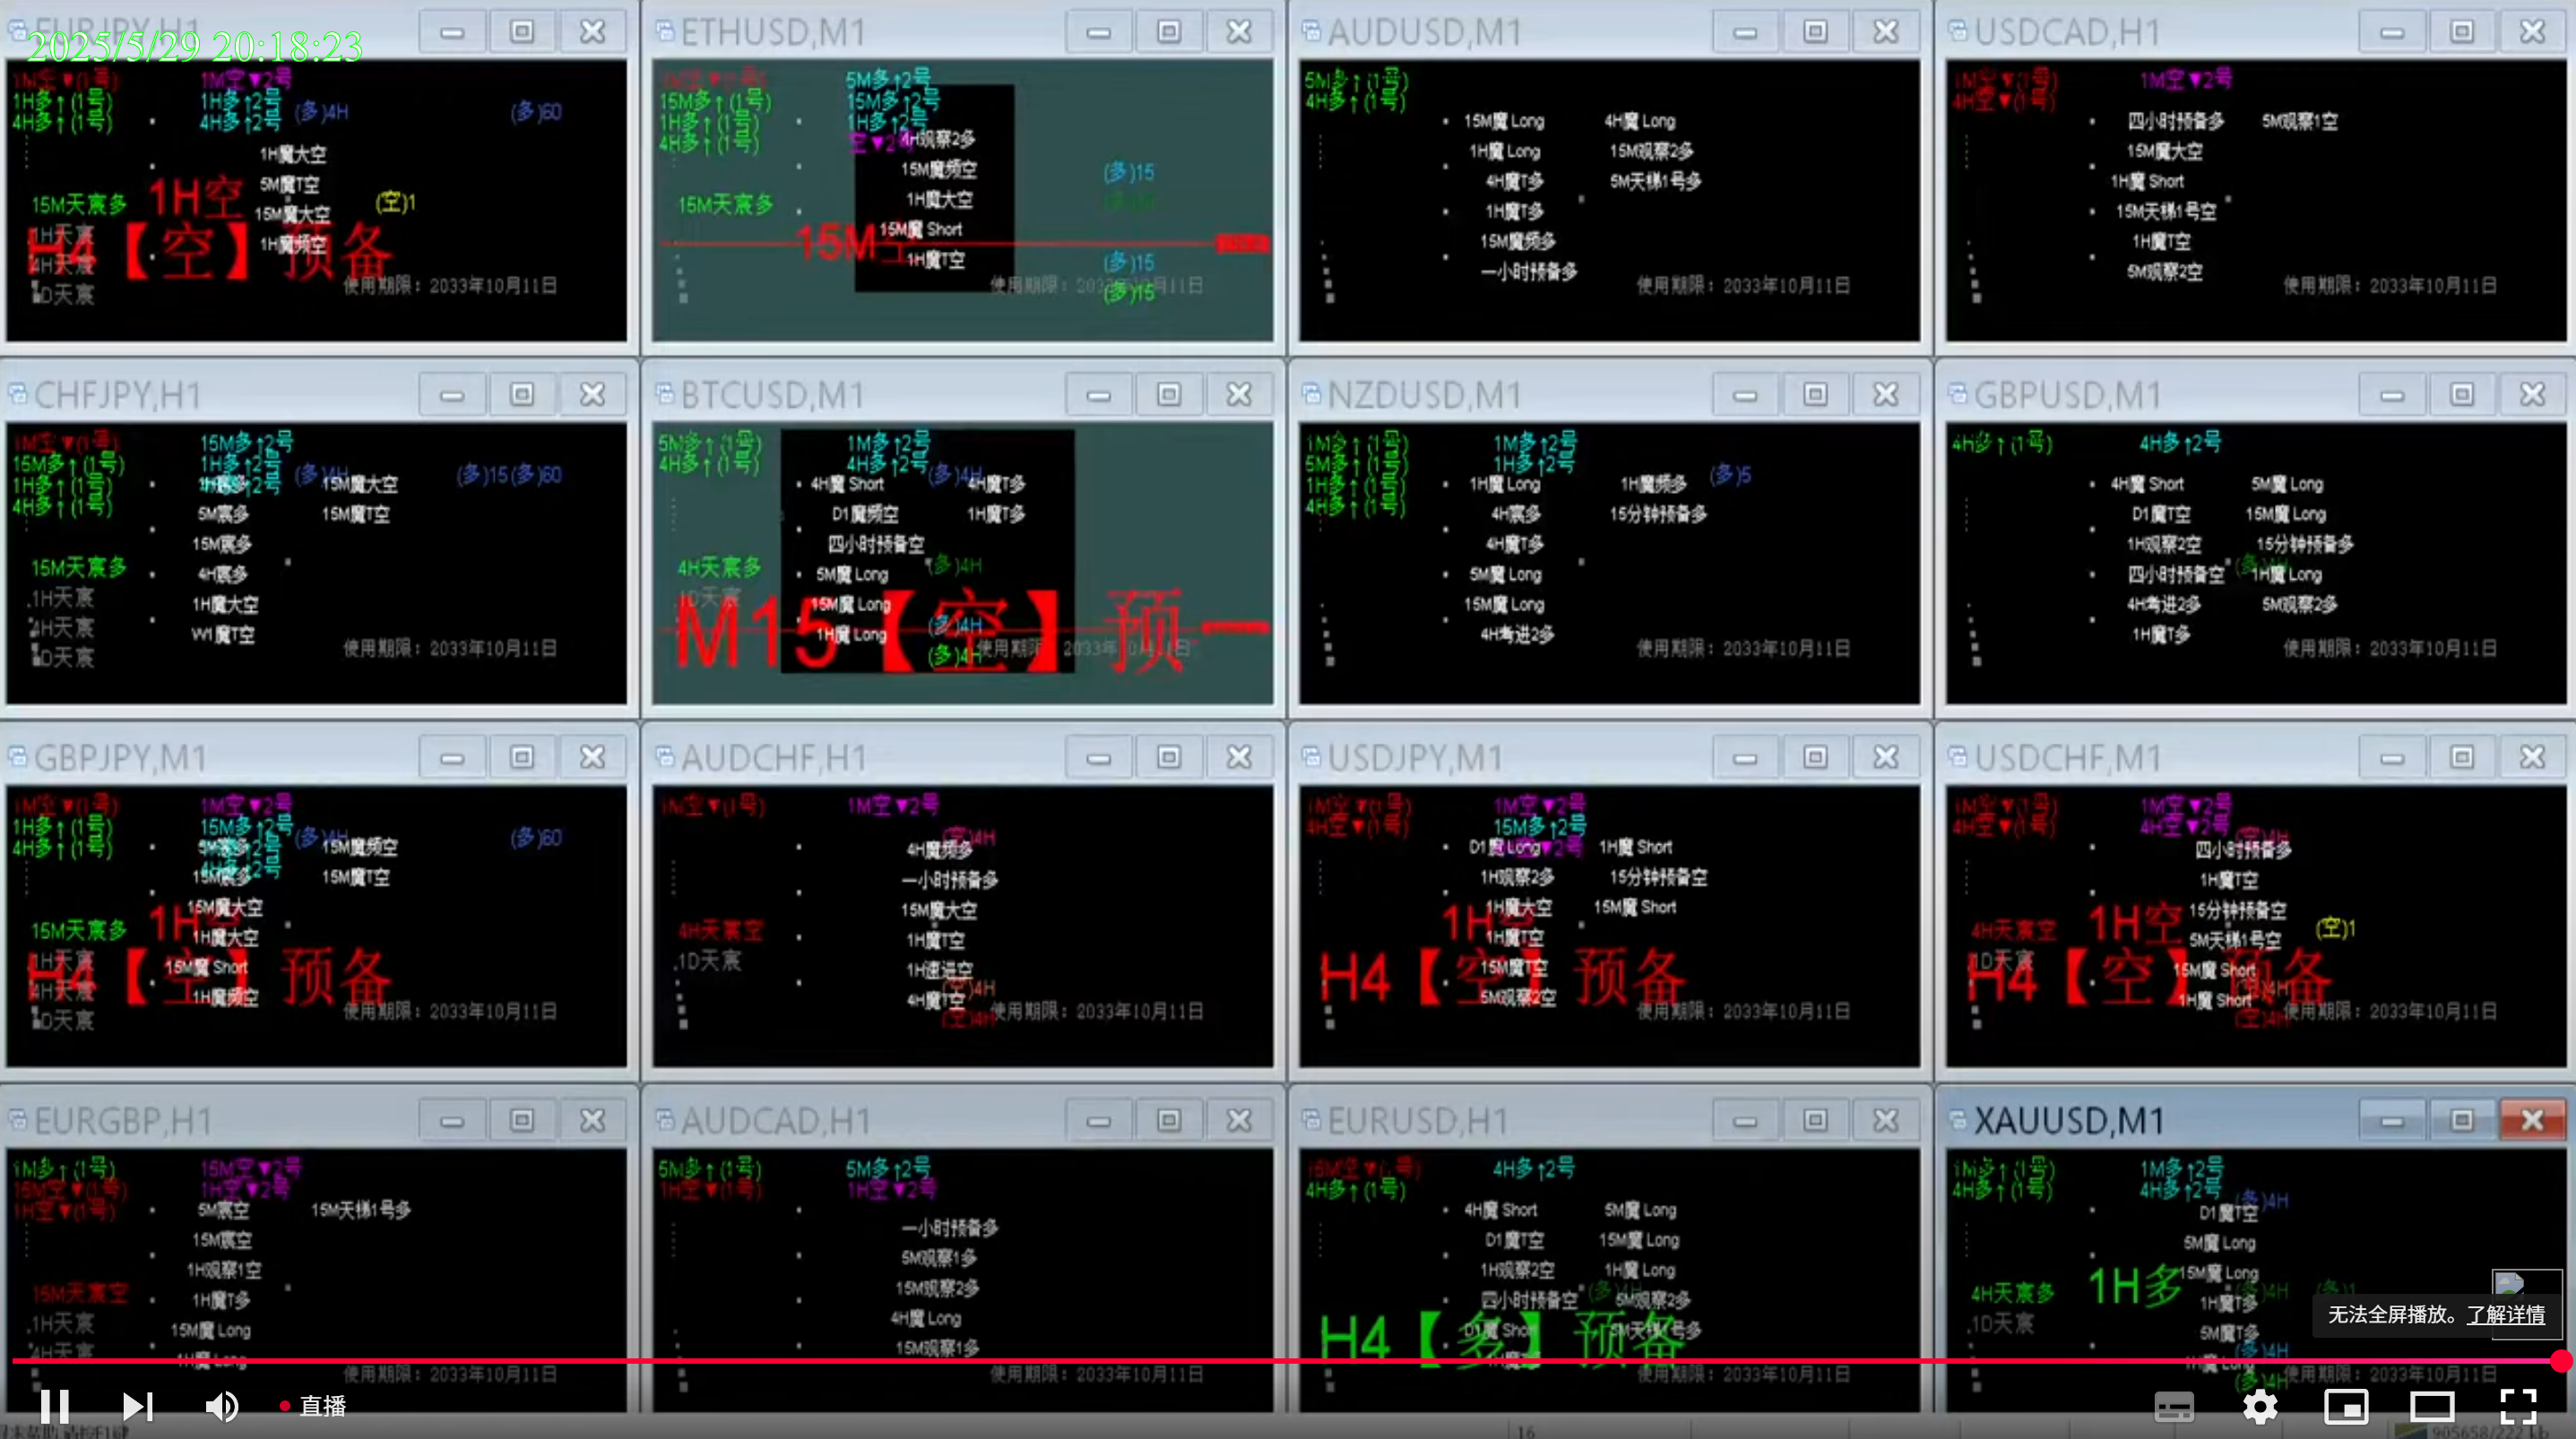 EURJPY,H1
2025/5/29 20:18:23
1M空▼(1号)
1M空▼2号
1H多↑(1号)
1H多↑2号
4H多↑(1号)
4H多↑2号
(多)4H
(多)60
1H魔大空
5M魔T空
15M天宸多
1H空
15M魔大空
(空)1
1H天宸
1H魔频空
H4【空】预备
4H天宸
1D天宸
使用期限：2033年10月11日
ETHUSD,M1
5M多↑2号
15M多↑(1号)
15M多↑2号
1H多↑(1号)
1H多↑2号
4H多↑(1号)
空▼2号
4H观察2多
15M魔频空
(多)15
1H魔大空
15M天宸多
15M魔 Short
15M空
1H魔T空
(多)15
(多)15
使用期限：2033年10月11日
AUDUSD,M1
5M多↑(1号)
4H多↑(1号)
15M魔 Long
4H魔 Long
1H魔 Long
15M观察2多
4H魔T多
5M天梯1号多
1H魔T多
15M魔频多
一小时预备多
使用期限：2033年10月11日
USDCAD,H1
1M空▼(1号)
1M空▼2号
4H空▼(1号)
四小时预备多
5M观察1空
15M魔大空
1H魔 Short
15M天梯1号空
1H魔T空
5M观察2空
使用期限：2033年10月11日
CHFJPY,H1
1M空▼(1号)
15M多↑2号
15M多↑(1号)
1H多↑2号
1H多↑(1号)
(多)4H
(多)15
(多)60
15M魔大空
4H多↑(1号)
5M宸多
15M魔T空
15M宸多
15M天宸多
4H宸多
1H天宸
1H魔大空
4H天宸
W1魔T空
1D天宸
使用期限：2033年10月11日
BTCUSD,M1
5M多↑(1号)
1M多↑2号
4H多↑(1号)
4H多↑2号
(多)4H
4H魔 Short
4H魔T多
D1魔频空
1H魔T多
四小时预备空
4H天宸多
5M魔 Long
(多)4H
1D天宸
15M魔 Long
M15【空】预
1H魔 Long
(多)4H
(多)4H
使用期限：2033年10月11日
NZDUSD,M1
1M多↑(1号)
1M多↑2号
5M多↑(1号)
1H多↑2号
1H多↑(1号)
(多)5
4H多↑(1号)
1H魔 Long
1H魔频多
4H宸多
15分钟预备多
4H魔T多
5M魔 Long
15M魔 Long
4H考进2多
使用期限：2033年10月11日
GBPUSD,M1
4H多↑(1号)
4H多↑2号
4H魔 Short
5M魔 Long
D1魔T空
15M魔 Long
1H观察2空
15分钟预备多
四小时预备空
1H魔 Long
4H考进2多
5M观察2多
1H魔T多
使用期限：2033年10月11日
GBPJPY,M1
1M空▼(1号)
1M空▼2号
1H多↑(1号)
15M多↑2号
4H多↑(1号)
(多)4H
(多)60
15M魔频空
15M宸多
15M魔T空
15M魔大空
15M天宸多
1H空
1H魔大空
1H天宸
15M魔 Short
H4【空】预备
4H天宸
1H魔频空
1D天宸
使用期限：2033年10月11日
AUDCHF,H1
1M空▼(1号)
1M空▼2号
(空)4H
4H魔频多
一小时预备多
15M魔大空
4H天宸空
1H魔T空
1D天宸
1H速进空
(空)4H
4H魔T空
(空)4H
使用期限：2033年10月11日
USDJPY,M1
1M空▼(1号)
1M空▼2号
4H空▼(1号)
15M多↑2号
D1魔 Long
1H魔 Short
1H观察2多
15分钟预备空
1H魔大空
15M魔 Short
1H空
1H魔T空
15M魔T空
H4【空】预备
5M观察2空
使用期限：2033年10月11日
USDCHF,M1
1M空▼(1号)
1M空▼2号
4H空▼(1号)
4H空▼2号
(空)4H
四小时预备多
1H魔T空
15分钟预备空
4H天宸空
1H空
(空)1
5M天梯1号空
1D天宸
15M魔 Short
H4【空】预备
1H魔 Short
(空)4H
(空)4H
使用期限：2033年10月11日
EURGBP,H1
1M多↑(1号)
15M空▼2号
15M空▼(1号)
1H空▼2号
1H空▼(1号)
5M宸空
15M天梯1号多
15M宸空
1H观察1空
15M天宸空
1H魔T多
1H天宸
15M魔 Long
4H天宸
1H魔 Long
使用期限：2033年10月11日
AUDCAD,H1
5M多↑(1号)
5M多↑2号
1H空▼(1号)
1H空▼2号
一小时预备多
5M观察1多
15M观察2多
4H魔 Long
15M观察1多
使用期限：2033年10月11日
EURUSD,H1
15M空▼(1号)
4H多↑2号
4H多↑(1号)
4H魔 Short
5M魔 Long
D1魔T空
15M魔 Long
1H观察2空
1H魔 Long
四小时预备空
(多)4H
5M观察2多
D1魔 Short
5M天梯1号多
H4【多】预备
使用期限：2033年10月11日
XAUUSD,M1
1M多↑(1号)
1M多↑2号
4H多↑(1号)
4H多↑2号
(多)4H
D1魔T空
5M魔 Long
15M魔 Long
4H天宸多
1H多
(多)4H
(多)1
1H魔T多
1D天宸
5M魔T多
(多)4H
1H魔 Long
(多)4H
使用期限：2033年10月11日
无法全屏播放。了解详情
直播
16
905658/222 kb